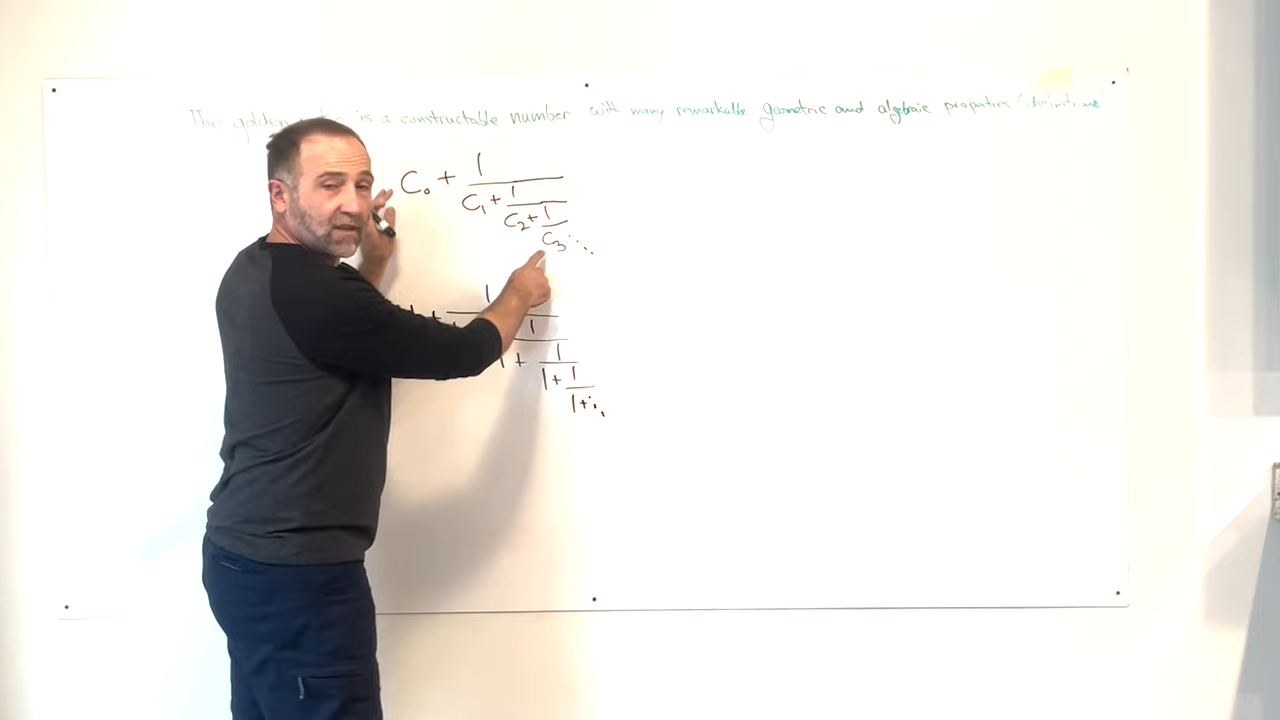 The golden is a constructable number with many remarkable geometric and algebraic properties (definitions
C₀ + 1
C₁ + 1
C₂ + 1
C₃ ⋱
1
+ 1
1 + 1
1 + 1
1 + ⋱